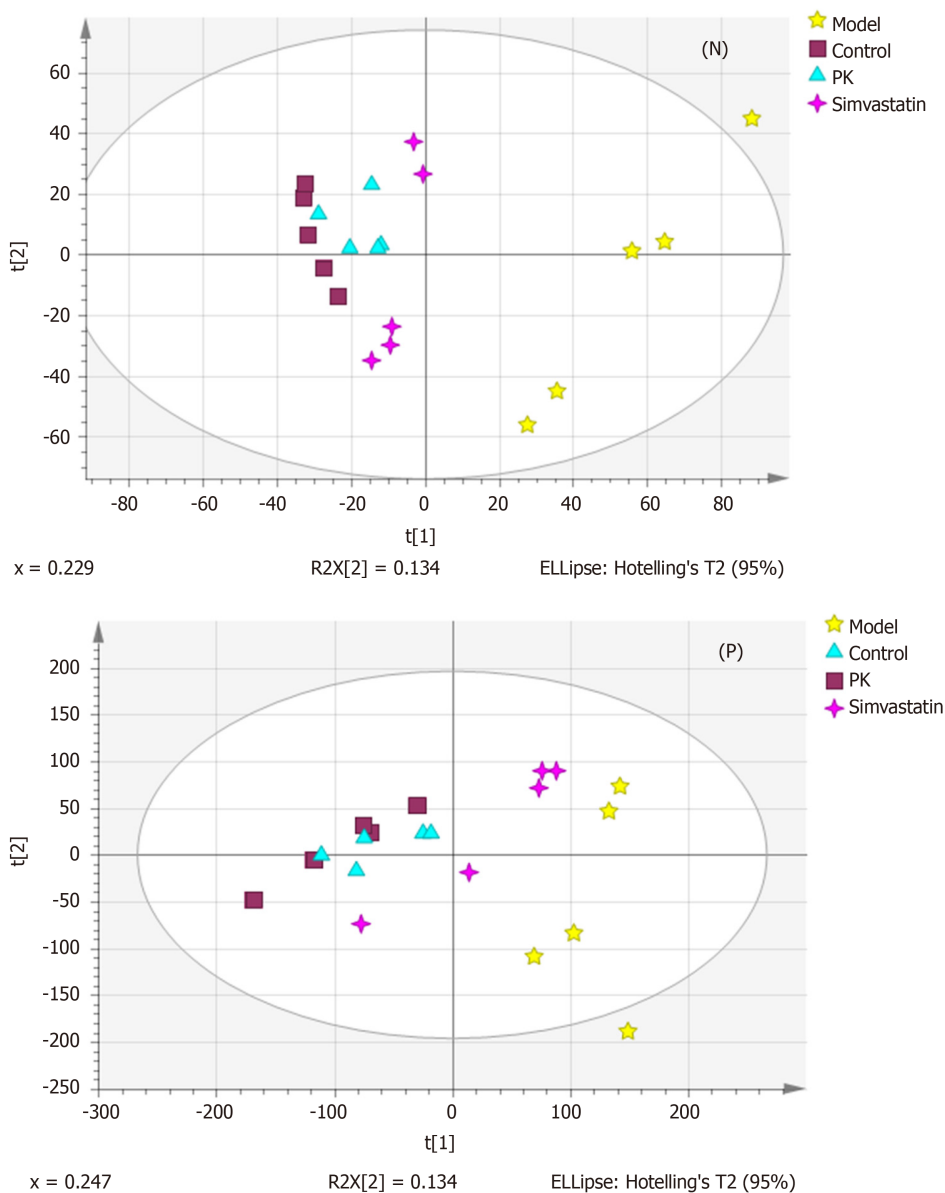 (N)
Model
Control
PK
Simvastatin
60
40
20
0
-20
-40
-60
t[2]
-80 -60 -40 -20 0 20 40 60 80
t[1]
x = 0.229 R2X[2] = 0.134 ELLipse: Hotelling's T2 (95%)
(P)
Model
Control
PK
Simvastatin
200
150
100
50
0
-50
-100
-150
-200
-250
t[2]
-300 -200 -100 0 100 200
t[1]
x = 0.247 R2X[2] = 0.134 ELLipse: Hotelling's T2 (95%)